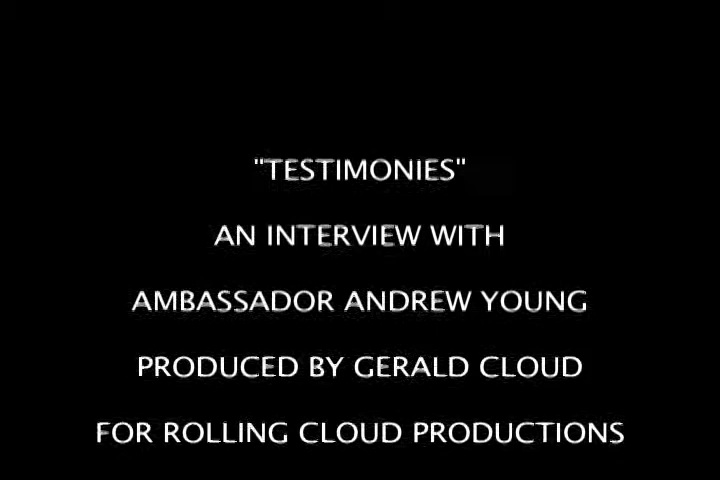 "TESTIMONIES"
AN INTERVIEW WITH
AMBASSADOR ANDREW YOUNG
PRODUCED BY GERALD CLOUD
FOR ROLLING CLOUD PRODUCTIONS